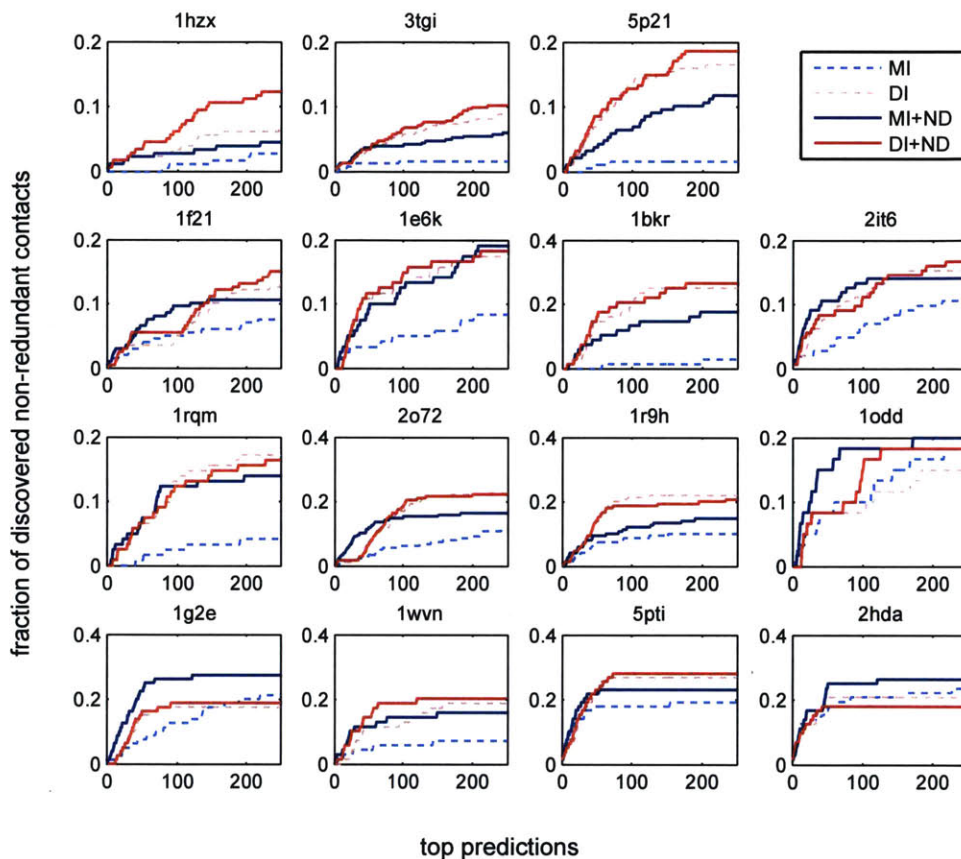 1hzx 3tgi 5p21
0.2 0.2 0.2
0.1 0.1 0.1
0 0 0
0 100 200 0 100 200 0 100 200
MI
DI
MI+ND
DI+ND
1f21 1e6k 1bkr 2it6
0.2 0.2 0.4 0.2
0.1 0.1 0.2 0.1
0 0 0 0
0 100 200 0 100 200 0 100 200 0 100 200
1rqm 2o72 1r9h 1odd
0.2 0.4 0.4 0.2
0.1 0.2 0.2 0.1
0 0 0 0
0 100 200 0 100 200 0 100 200 0 100 200
1g2e 1wvn 5pti 2hda
0.4 0.4 0.4 0.4
0.2 0.2 0.2 0.2
0 0 0 0
0 100 200 0 100 200 0 100 200 0 100 200
fraction of discovered non-redundant contacts
top predictions